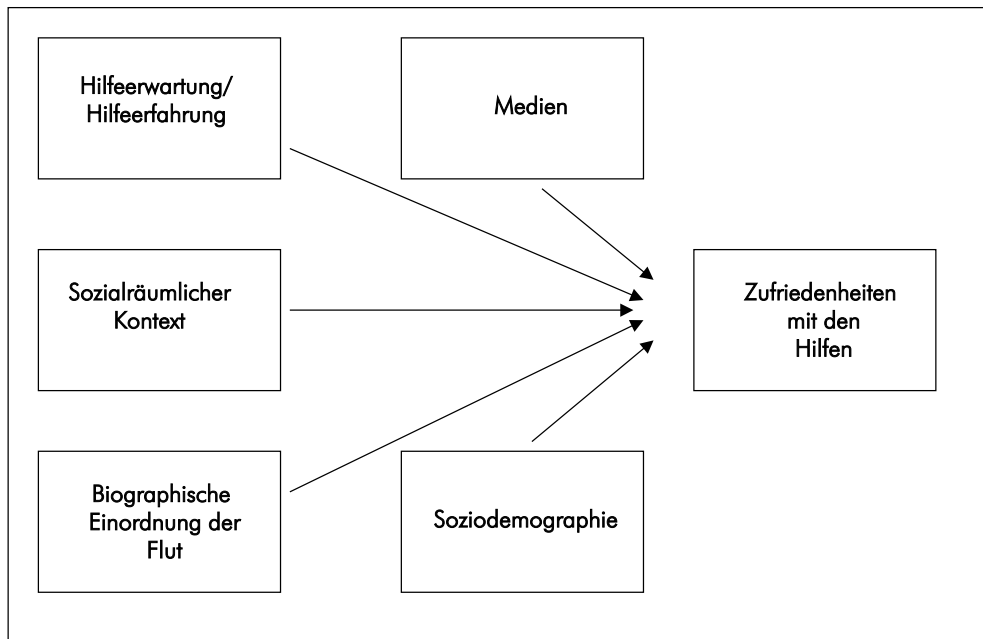 Hilfeerwartung/
Hilfeerfahrung
Medien
Sozialräumlicher
Kontext
Zufriedenheiten
mit den
Hilfen
Biographische
Einordnung der
Flut
Soziodemographie